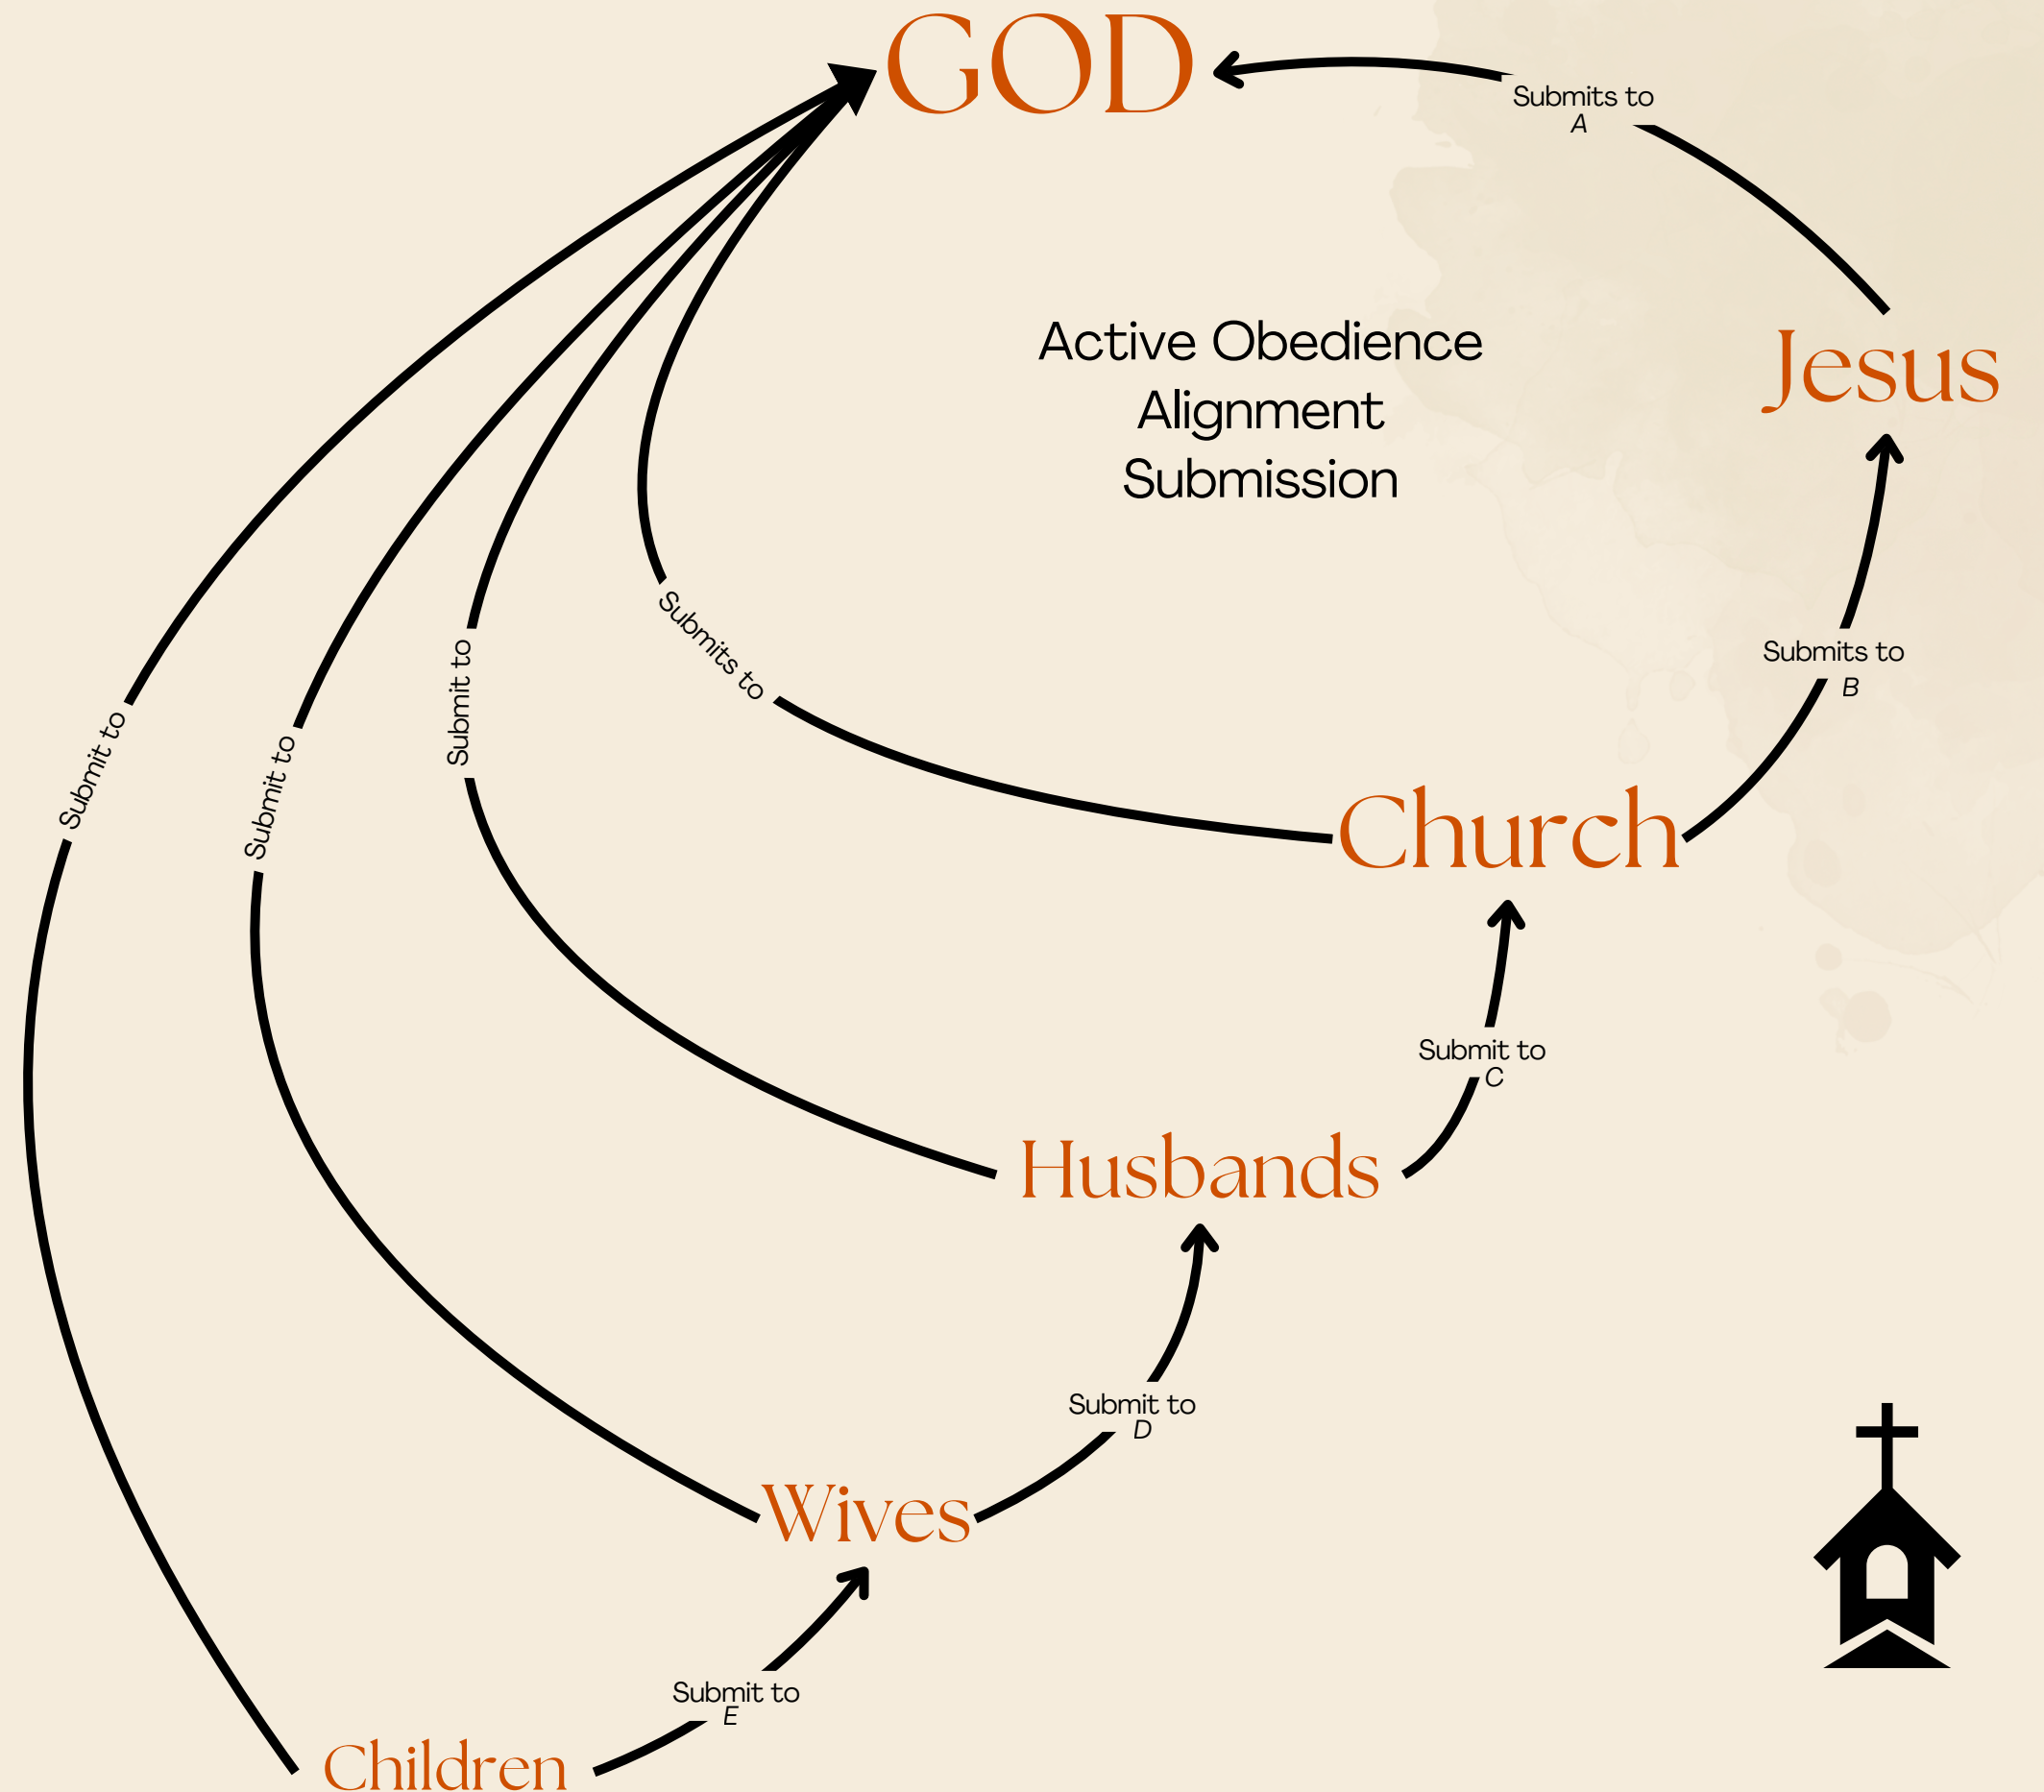 GOD
Submits to
A
Active Obedience
Alignment
Submission
Jesus
Submits to
Submits to
B
Submit to
Submit to
Submit to
Church
Submit to
C
Husbands
Submit to
D
Wives
Submit to
E
Children